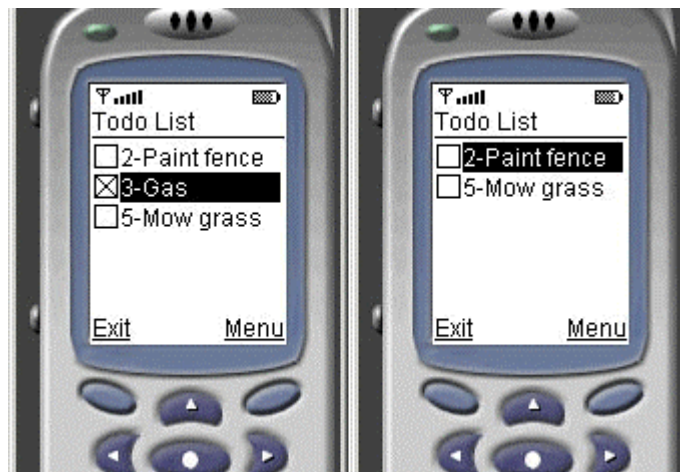 Todo List
2-Paint fence
3-Gas
5-Mow grass
Exit Menu
Todo List
2-Paint fence
5-Mow grass
Exit Menu